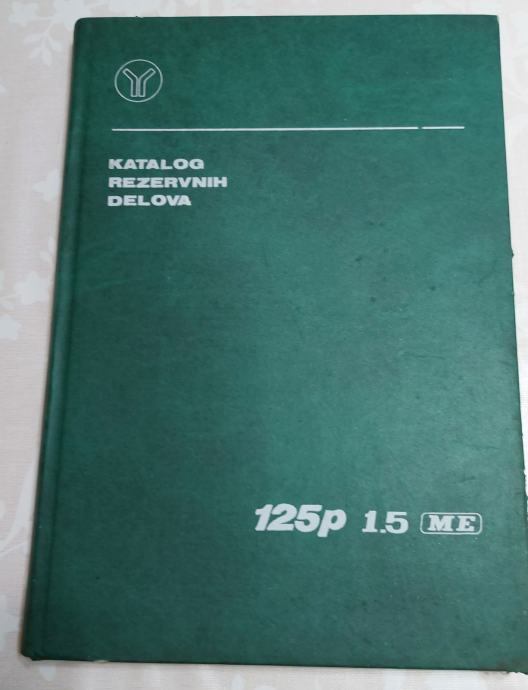 KATALOG
REZERVNIH
DELOVA
125p 1.5 ME